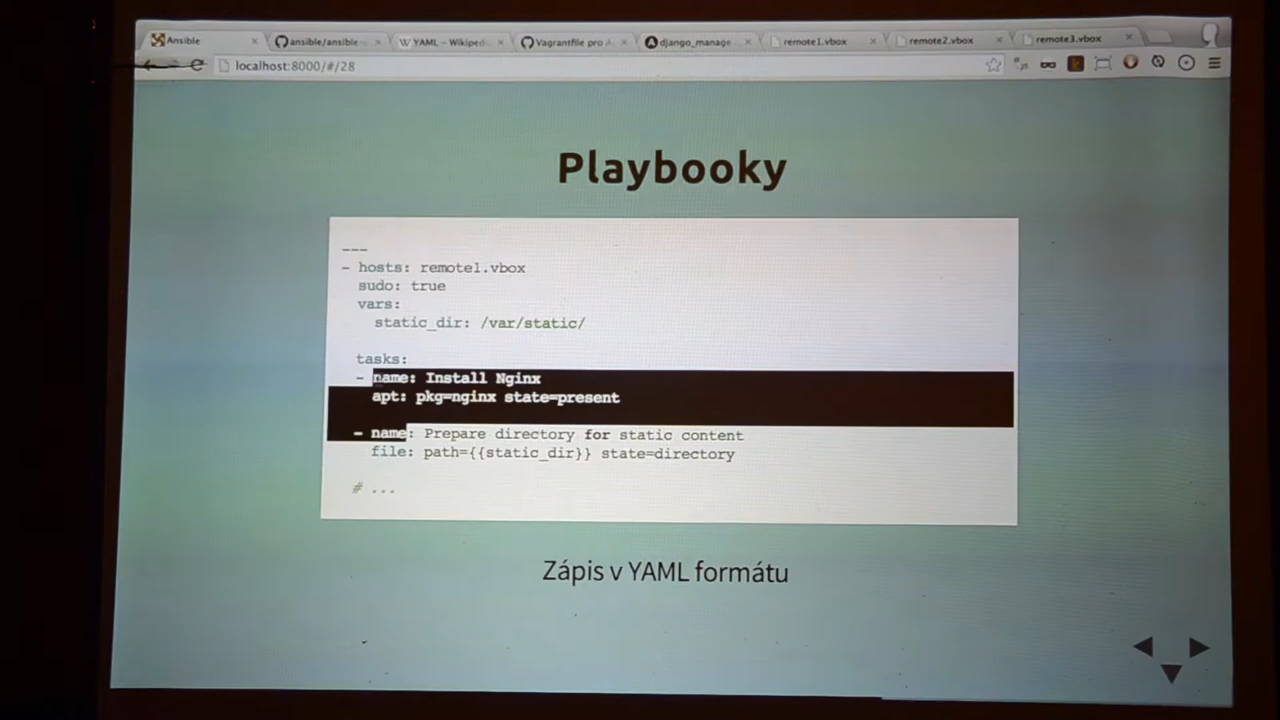 Ansible
ansible/ansible
YAML – Wikiped
Vagrantfile pro A
django_manage
remote1.vbox
remote2.vbox
remote3.vbox
localhost:8000/#/28
Playbooky
---
- hosts: remote1.vbox
sudo: true
vars:
static_dir: /var/static/
tasks:
- name: Install Nginx
apt: pkg=nginx state=present
- name: Prepare directory for static content
file: path={{static_dir}} state=directory
# ...
Zápis v YAML formátu